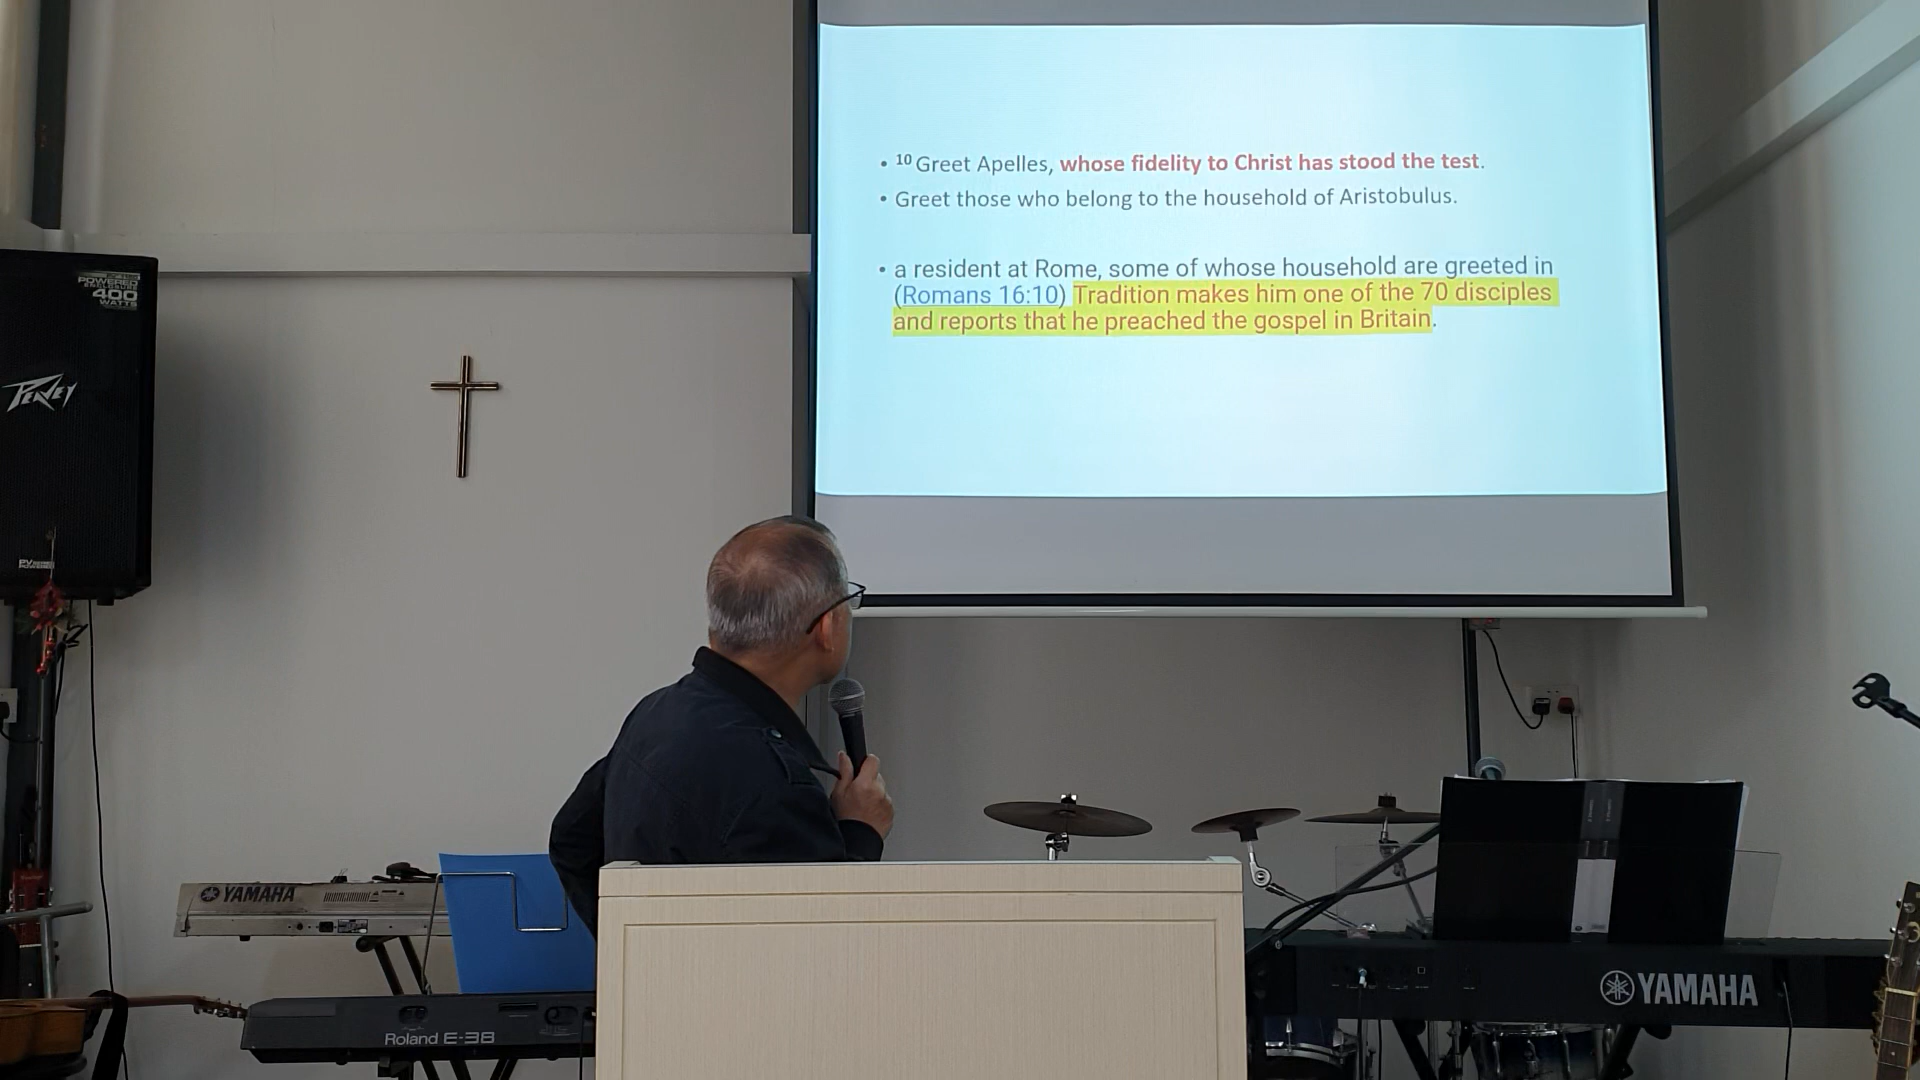 • ¹⁰ Greet Apelles, whose fidelity to Christ has stood the test.
• Greet those who belong to the household of Aristobulus.
• a resident at Rome, some of whose household are greeted in
(Romans 16:10) Tradition makes him one of the 70 disciples
and reports that he preached the gospel in Britain.
POWERED
400
WATTS
PEAVEY
YAMAHA
Roland E-38
YAMAHA